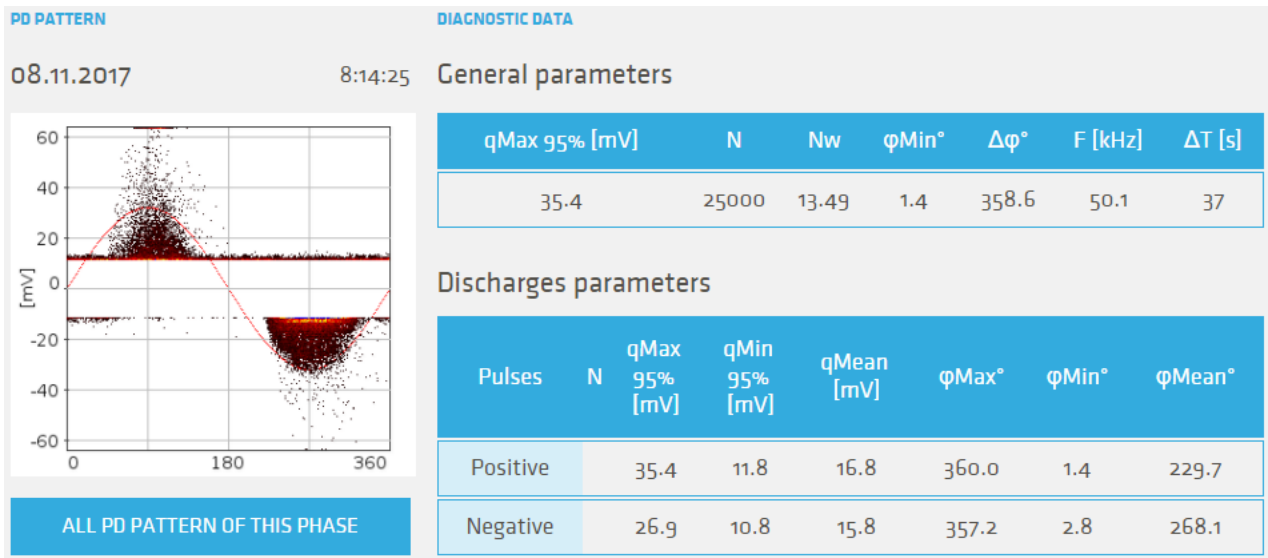 PD PATTERN
08.11.2017 8:14:25
60
40
20
0
-20
-40
-60
[mV]
0 180 360
ALL PD PATTERN OF THIS PHASE
DIAGNOSTIC DATA
General parameters
qMax 95% [mV] N Nw φMin° Δφ° F [kHz] ΔT [s]
35.4 25000 13.49 1.4 358.6 50.1 37
Discharges parameters
Pulses N qMax 95% [mV] qMin 95% [mV] qMean [mV] φMax° φMin° φMean°
Positive 35.4 11.8 16.8 360.0 1.4 229.7
Negative 26.9 10.8 15.8 357.2 2.8 268.1